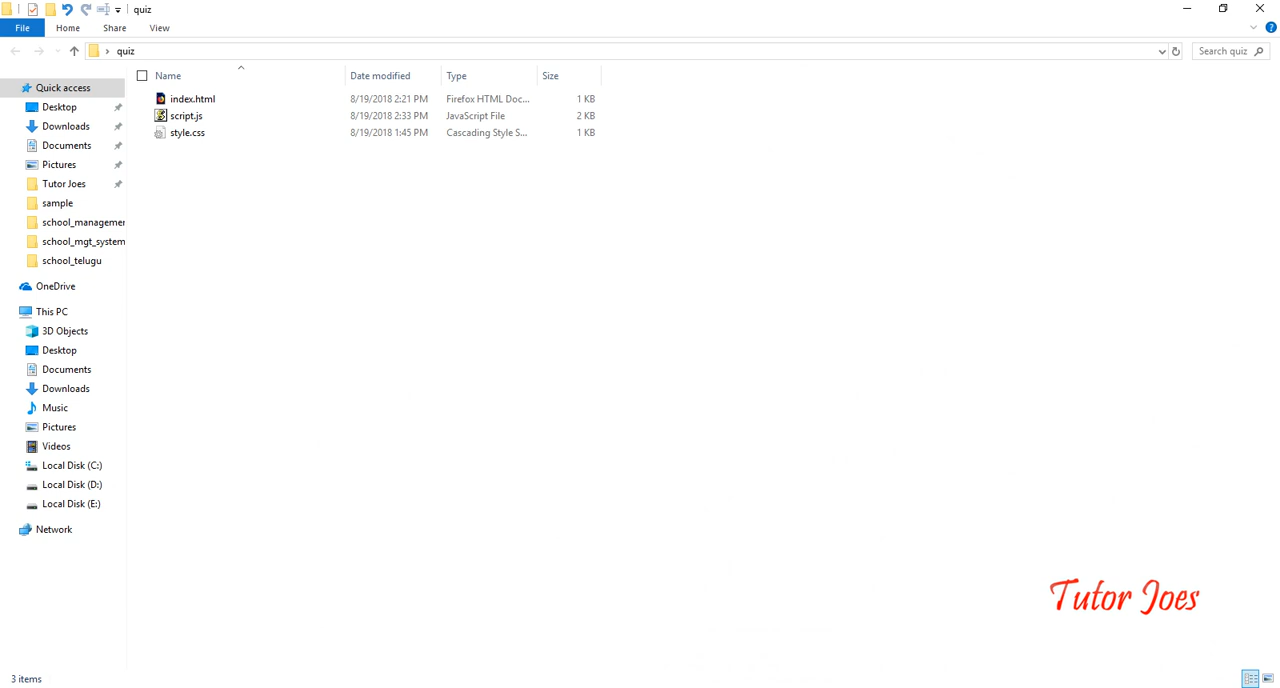 quiz
File Home Share View
quiz
Search quiz
Name Date modified Type Size
index.html 8/19/2018 2:21 PM Firefox HTML Doc... 1 KB
script.js 8/19/2018 2:33 PM JavaScript File 2 KB
style.css 8/19/2018 1:45 PM Cascading Style S... 1 KB
Quick access
Desktop
Downloads
Documents
Pictures
Tutor Joes
sample
school_managemen
school_mgt_system
school_telugu
OneDrive
This PC
3D Objects
Desktop
Documents
Downloads
Music
Pictures
Videos
Local Disk (C:)
Local Disk (D:)
Local Disk (E:)
Network
Tutor Joes
3 items